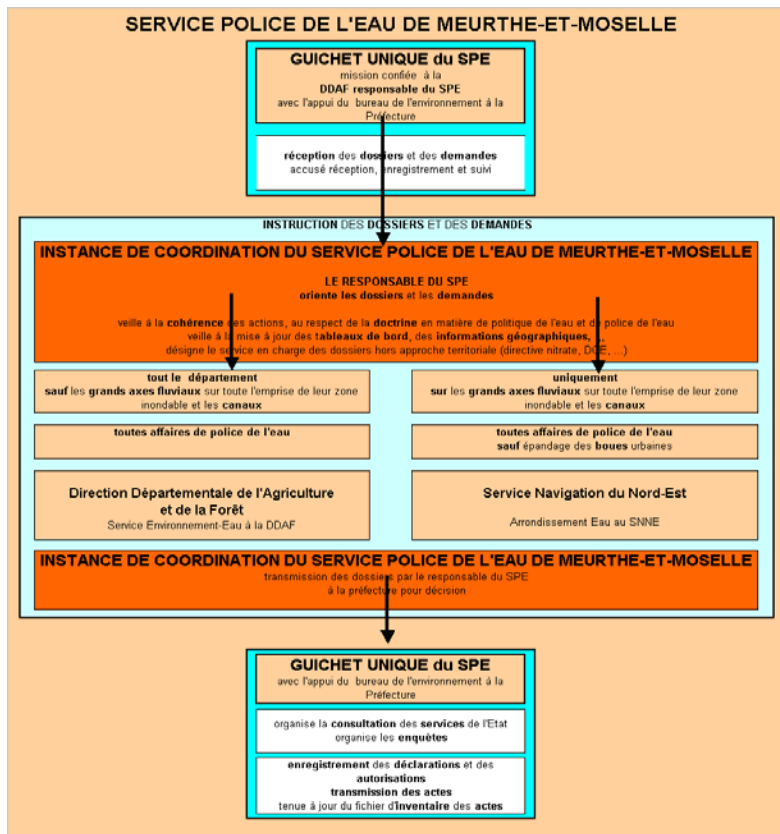 SERVICE POLICE DE L'EAU DE MEURTHE-ET-MOSELLE
GUICHET UNIQUE du SPE
mission confiée à la
DDAF responsable du SPE
avec l'appui du bureau de l'environnement à la
Préfecture
réception des dossiers et des demandes
accusé réception, enregistrement et suivi
INSTRUCTION DES DOSSIERS ET DES DEMANDES
INSTANCE DE COORDINATION DU SERVICE POLICE DE L'EAU DE MEURTHE-ET-MOSELLE
LE RESPONSABLE DU SPE
oriente les dossiers et les demandes
veille à la cohérence des actions, au respect de la doctrine en matière de politique de l'eau et de police de l'eau
veille à la mise à jour des tableaux de bord, des informations géographiques, ...
désigne le service en charge des dossiers hors approche territoriale (directive nitrate, DCE, ...)
tout le département
sauf les grands axes fluviaux sur toute l'emprise de leur zone
inondable et les canaux
toutes affaires de police de l'eau
Direction Départementale de l'Agriculture
et de la Forêt
Service Environnement-Eau à la DDAF
uniquement
sur les grands axes fluviaux sur toute l'emprise de leur zone
inondable et les canaux
toutes affaires de police de l'eau
sauf épandage des boues urbaines
Service Navigation du Nord-Est
Arrondissement Eau au SNNE
INSTANCE DE COORDINATION DU SERVICE POLICE DE L'EAU DE MEURTHE-ET-MOSELLE
transmission des dossiers par le responsable du SPE
à la préfecture pour décision
GUICHET UNIQUE du SPE
avec l'appui du bureau de l'environnement à la
Préfecture
organise la consultation des services de l'Etat
organise les enquêtes
enregistrement des déclarations et des
autorisations
transmission des actes
tenue à jour du fichier d'inventaire des actes